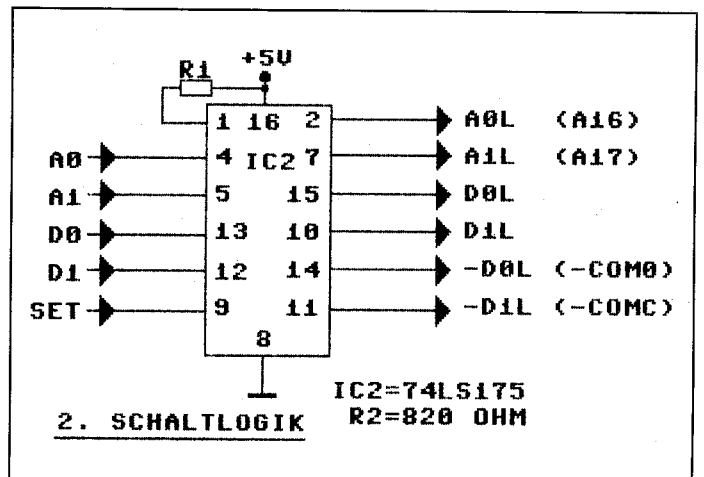 +5V
R1
1 16 2 A0L (A16)
A0 4 IC2 7 A1L (A17)
A1 5 15 D0L
D0 13 10 D1L
D1 12 14 -D0L (-COM0)
SET 9 11 -D1L (-COMC)
8
IC2=74LS175
2. SCHALTLOGIK R2=820 OHM